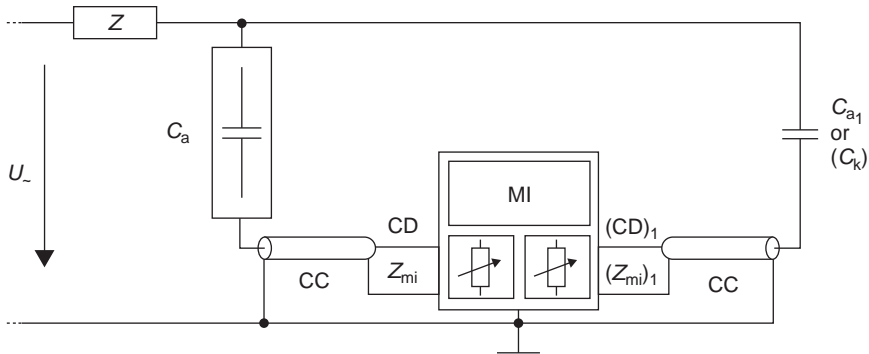 Z
Cₐ
U~
Cₐ₁
or
(Cₖ)
MI
CD
Zmi
CC
(CD)₁
(Zmi)₁
CC